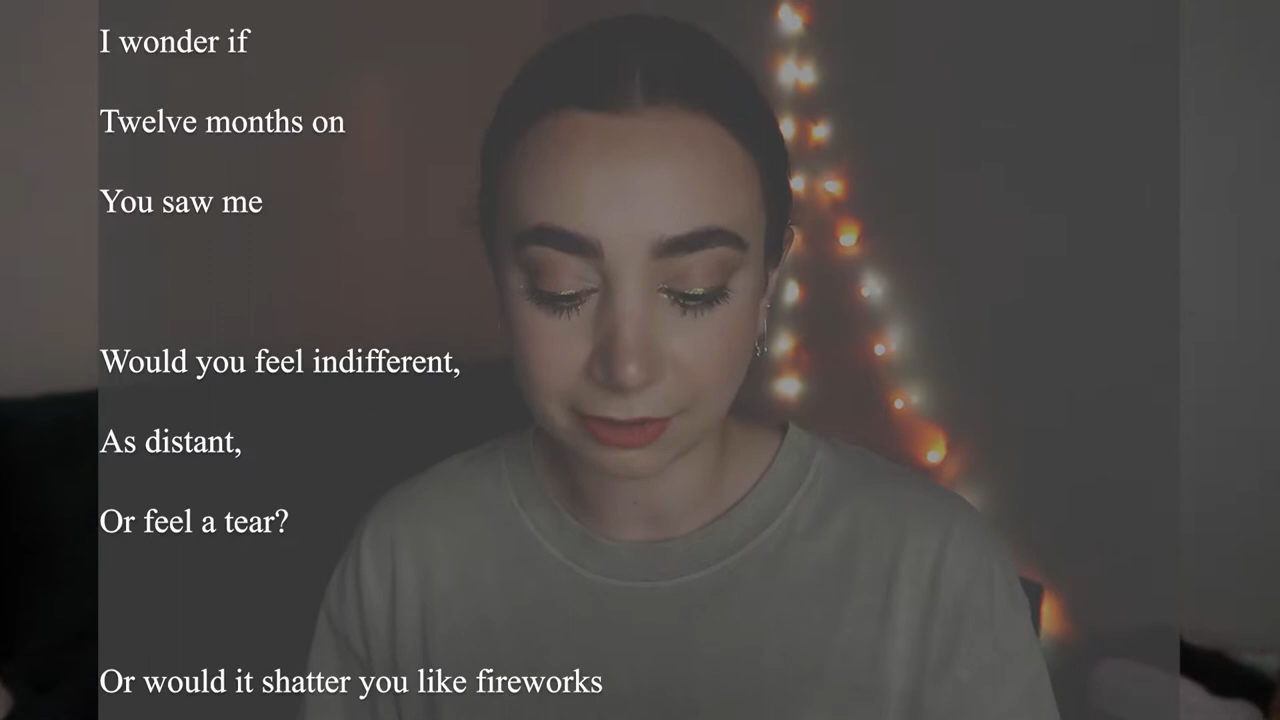 I wonder if
Twelve months on
You saw me
Would you feel indifferent,
As distant,
Or feel a tear?
Or would it shatter you like fireworks